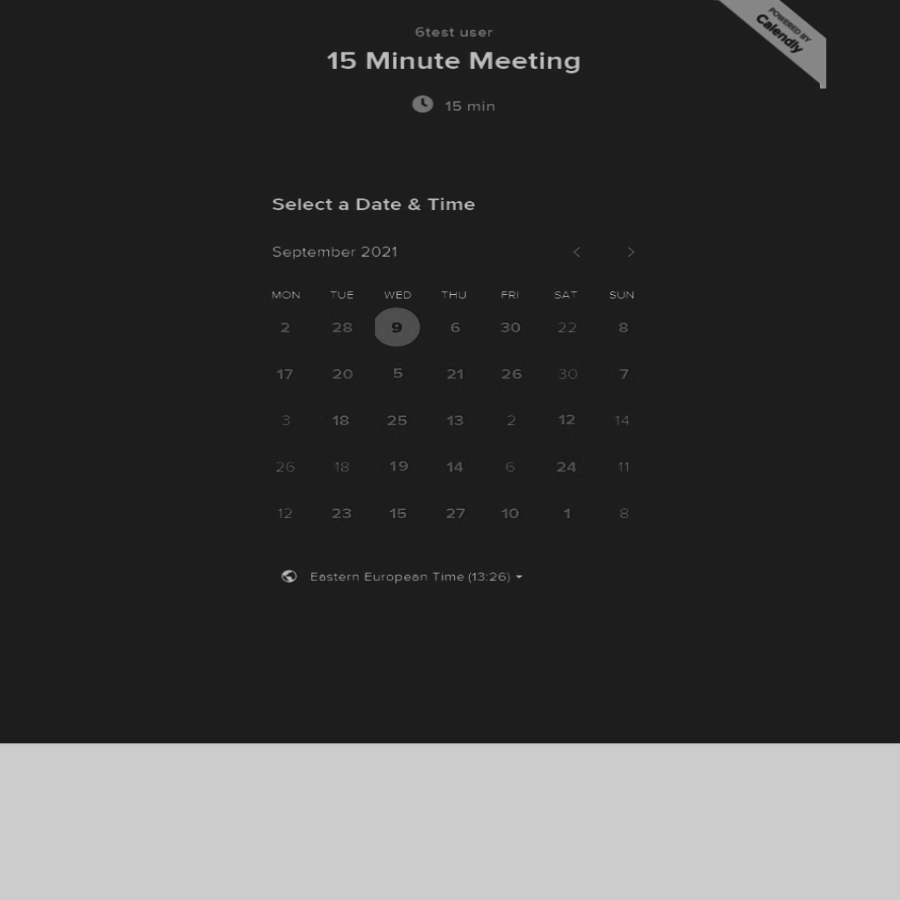 6test user
15 Minute Meeting
15 min
POWERED BY
Calendly
Select a Date & Time
September 2021
MON TUE WED THU FRI SAT SUN
2 28 9 6 30 22 8
17 20 5 21 26 30 7
3 18 25 13 2 12 14
26 18 19 14 6 24 11
12 23 15 27 10 1 8
Eastern European Time (13:26)